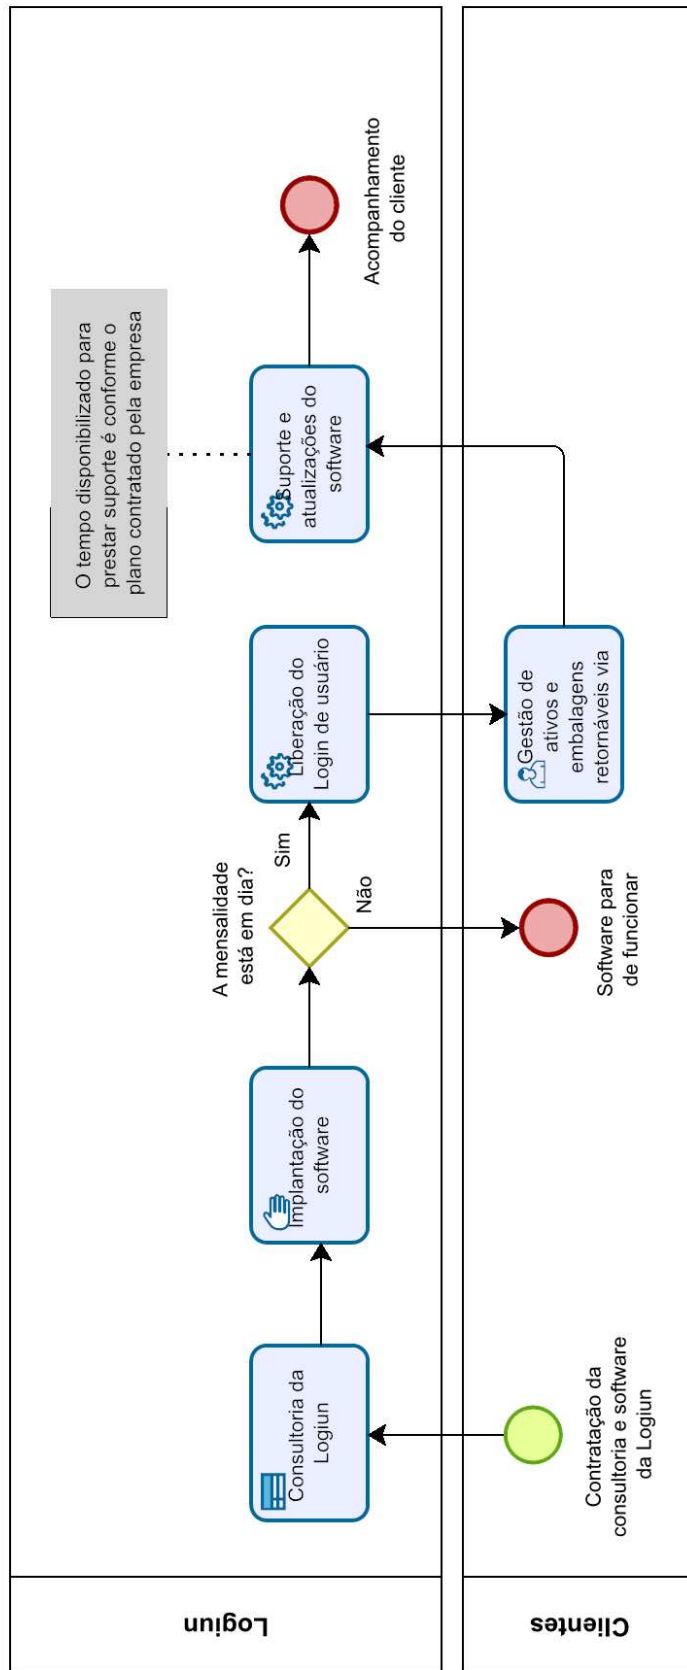 Logiun
Consultoria da
Logiun
Implantação do
software
A mensalidade
está em dia?
Sim
Não
Liberação do
Login de usuário
Suporte e
atualizações do
software
O tempo disponibilizado para
prestar suporte é conforme o
plano contratado pela empresa
Acompanhamento
do cliente
Clientes
Contratação da
consultoria e software
da Logiun
Software para
de funcionar
Gestão de
ativos e
embalagens
retornáveis via